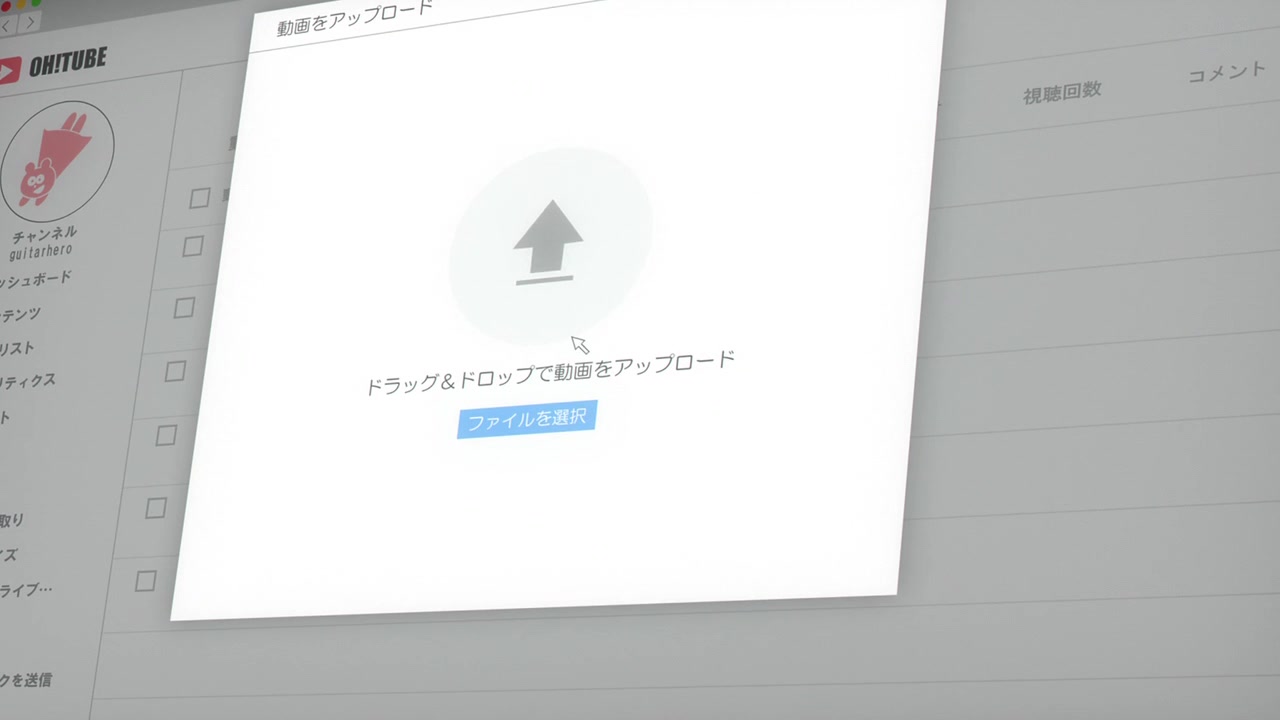 動画をアップロード
OH!TUBE
視聴回数
コメント
チャンネル
guitarhero
ッシュボード
テンツ
リスト
リティクス
ト
ドラッグ&ドロップで動画をアップロード
ファイルを選択
取り
イズ
ライブ…
クを送信